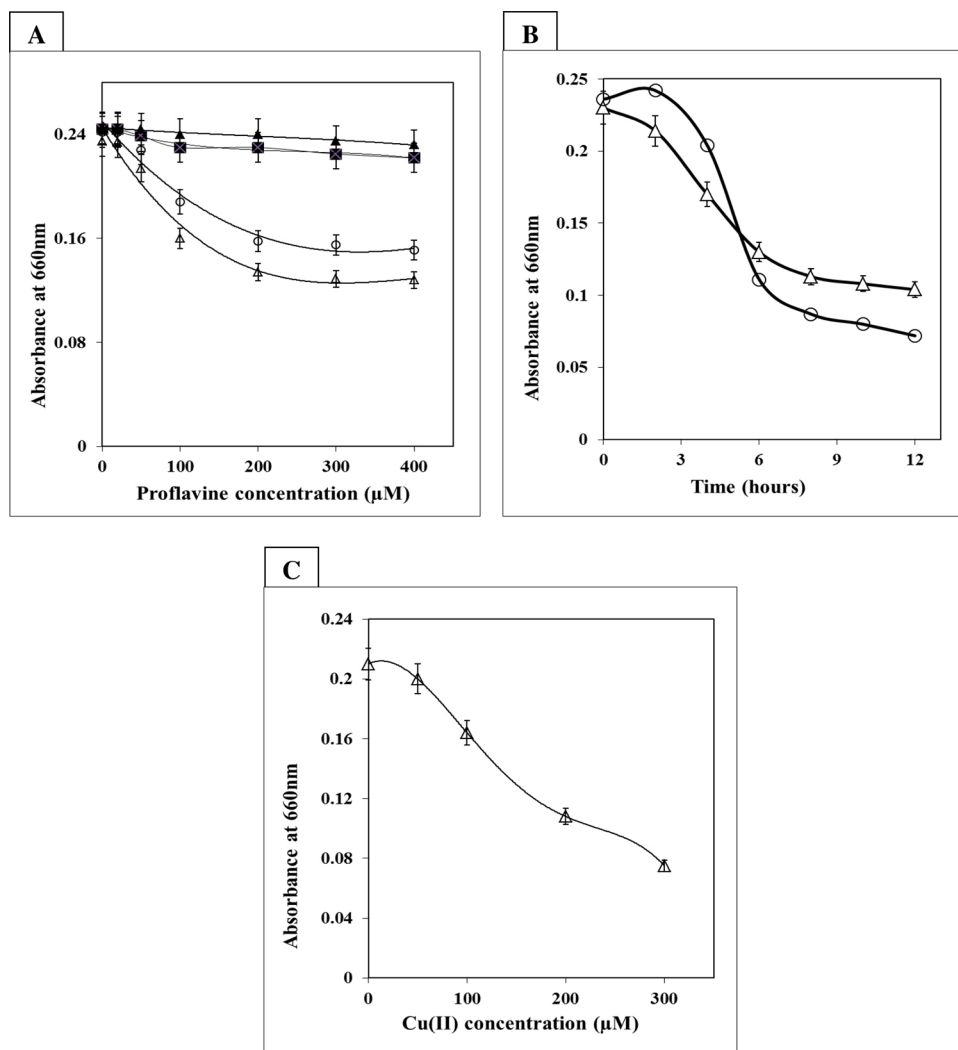 A
0.24
0.16
0.08
0
0 100 200 300 400
Absorbance at 660nm
Proflavine concentration (µM)
B
0.25
0.2
0.15
0.1
0.05
0
0 3 6 9 12
Absorbance at 660nm
Time (hours)
C
0.24
0.2
0.16
0.12
0.08
0.04
0
0 100 200 300
Absorbance at 660nm
Cu(II) concentration (µM)